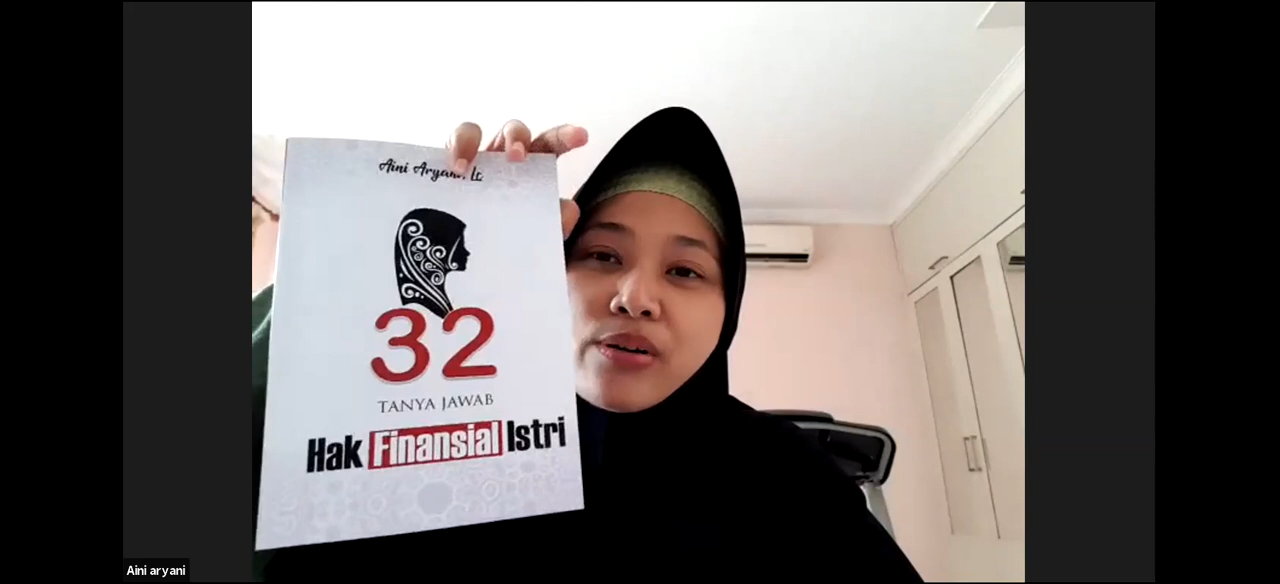 Aini Aryani, Lc
32
TANYA JAWAB
Hak Finansial Istri
Aini aryani